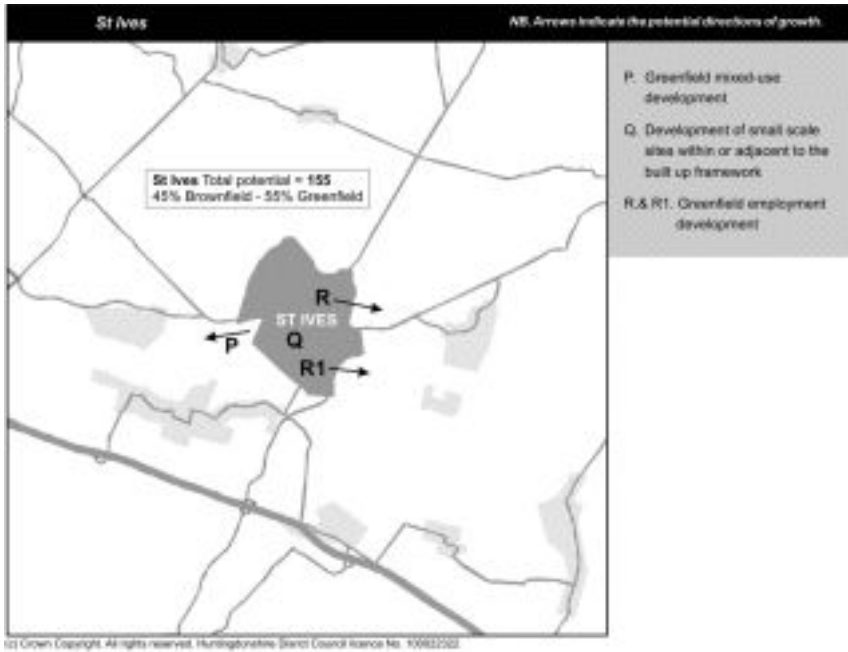 St Ives
NB. Arrows indicate the potential directions of growth.
P. Greenfield mixed-use
development
Q. Development of small scale
sites within or adjacent to the
built up framework
R.& R1. Greenfield employment
development
St Ives Total potential = 155
45% Brownfield - 55% Greenfield
R
ST IVES
Q
P
R1
(c) Crown Copyright. All rights reserved. Huntingdonshire District Council licence No. 100022322